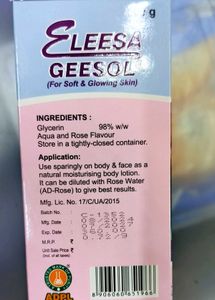 ELEESA
GEESOL
(For Soft & Glowing Skin)
INGREDIENTS :
Glycerin 98% w/w
Aqua and Rose Flavour
Store in a tightly-closed container.
Application:
Use sparingly on body & face as a
natural moisturising body lotion.
It can be diluted with Rose Water
(AD-Rose) to give best results.
Mfg. Lic. No. 17/C/UA/2015
Batch No.
Mfg. Date
Exp. Date
M.R.P. ₹
Unit Sale Price ₹
(Incl. of all taxes)
ADPL
8 906060 651966